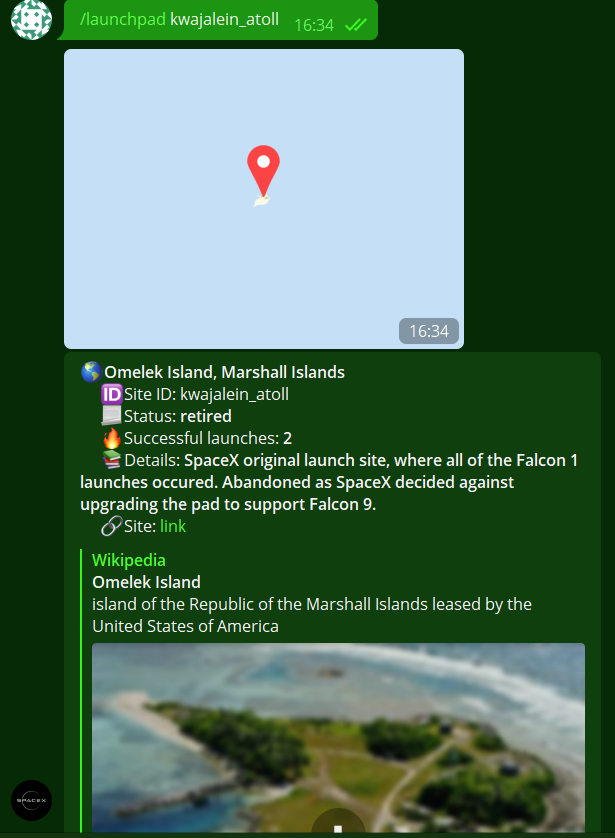 /launchpad kwajalein_atoll 16:34
16:34
Omelek Island, Marshall Islands
ID Site ID: kwajalein_atoll
Status: retired
Successful launches: 2
Details: SpaceX original launch site, where all of the Falcon 1
launches occured. Abandoned as SpaceX decided against
upgrading the pad to support Falcon 9.
Site: link
Wikipedia
Omelek Island
island of the Republic of the Marshall Islands leased by the
United States of America
SPACEX